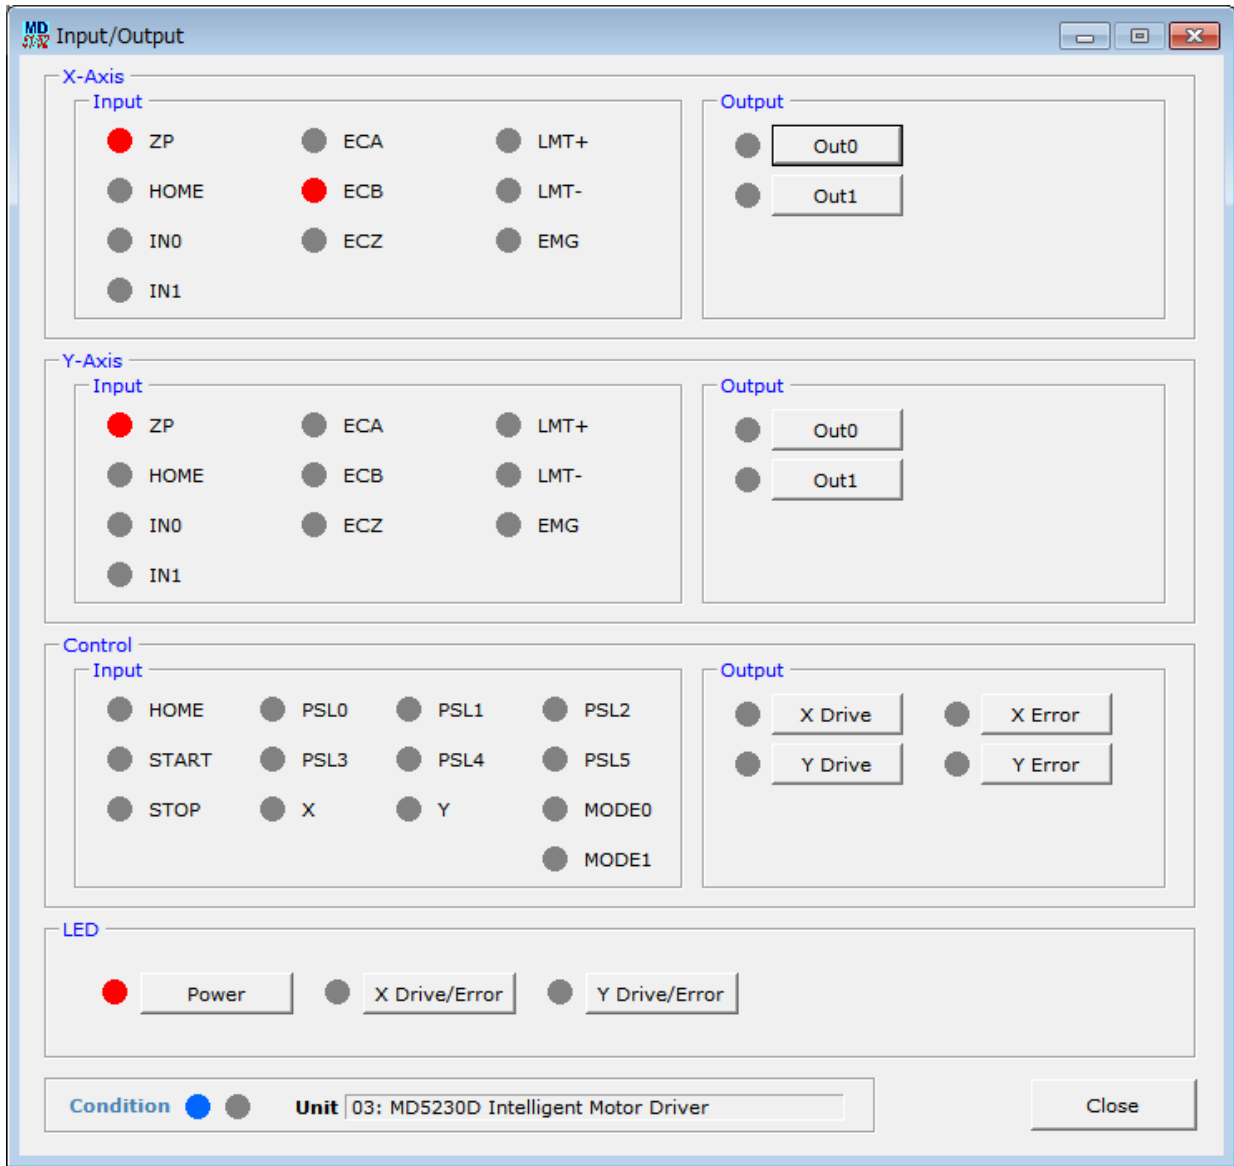 MD
Input/Output
X-Axis
Input
Output
ZP ECA LMT+
Out0
HOME ECB LMT-
Out1
IN0 ECZ EMG
IN1
Y-Axis
Input
Output
ZP ECA LMT+
Out0
HOME ECB LMT-
Out1
IN0 ECZ EMG
IN1
Control
Input
Output
HOME PSL0 PSL1 PSL2
X Drive X Error
START PSL3 PSL4 PSL5
Y Drive Y Error
STOP X Y MODE0
MODE1
LED
Power X Drive/Error Y Drive/Error
Condition Unit 03: MD5230D Intelligent Motor Driver
Close